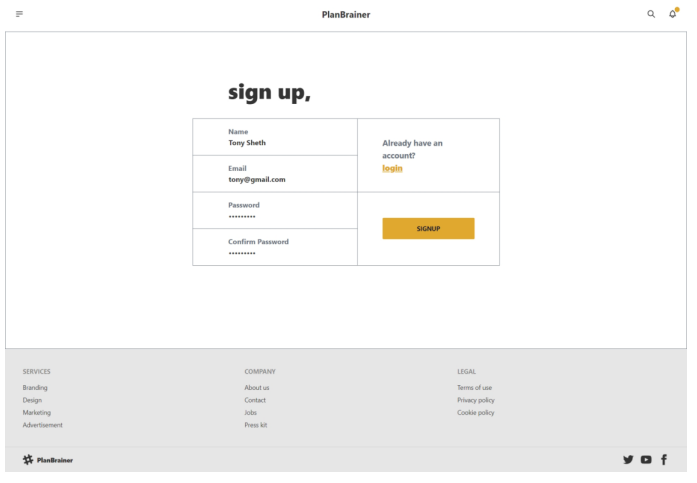 PlanBrainer
sign up,
Name
Tony Sheth
Email
tony@gmail.com
Password
•••••••••
Confirm Password
•••••••••
Already have an
account?
login
SIGNUP
SERVICES
Branding
Design
Marketing
Advertisement
COMPANY
About us
Contact
Jobs
Press kit
LEGAL
Terms of use
Privacy policy
Cookie policy
PlanBrainer